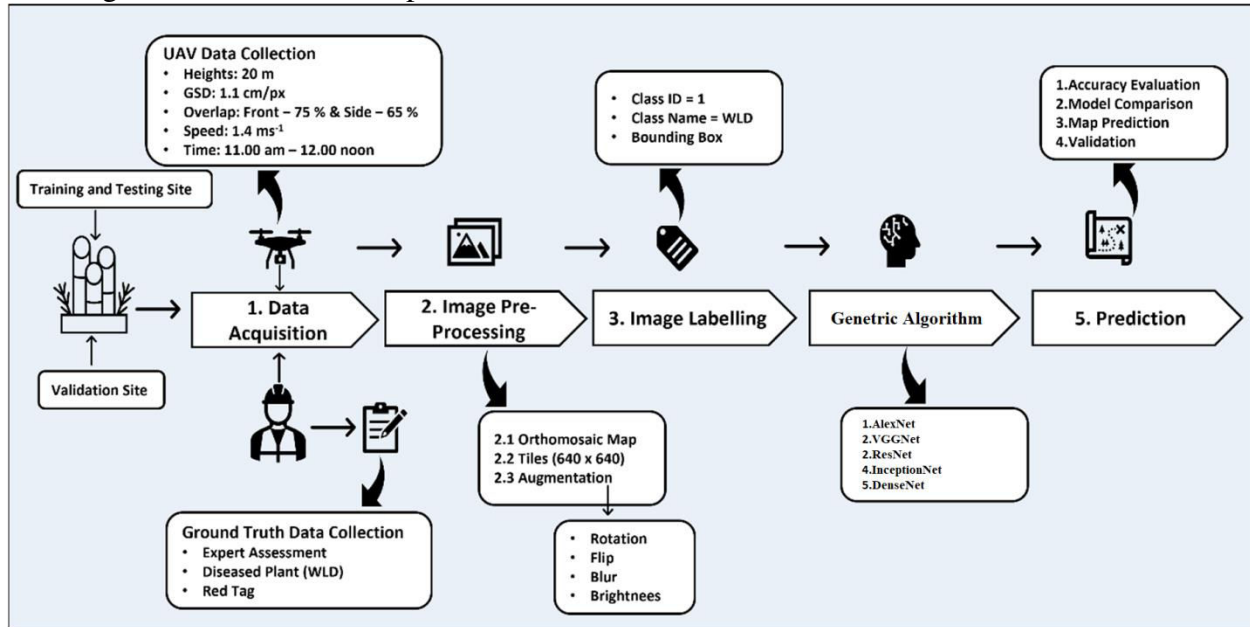 UAV Data Collection
• Heights: 20 m
• GSD: 1.1 cm/px
• Overlap: Front – 75 % & Side – 65 %
• Speed: 1.4 ms⁻¹
• Time: 11.00 am – 12.00 noon
• Class ID = 1
• Class Name = WLD
• Bounding Box
1.Accuracy Evaluation
2.Model Comparison
3.Map Prediction
4.Validation
Training and Testing Site
1. Data
Acquisition
2. Image Pre-
Processing
3. Image Labelling
Genetric Algorithm
5. Prediction
Validation Site
2.1 Orthomosaic Map
2.2 Tiles (640 x 640)
2.3 Augmentation
1.AlexNet
2.VGGNet
2.ResNet
4.InceptionNet
5.DenseNet
Ground Truth Data Collection
• Expert Assessment
• Diseased Plant (WLD)
• Red Tag
• Rotation
• Flip
• Blur
• Brightnees